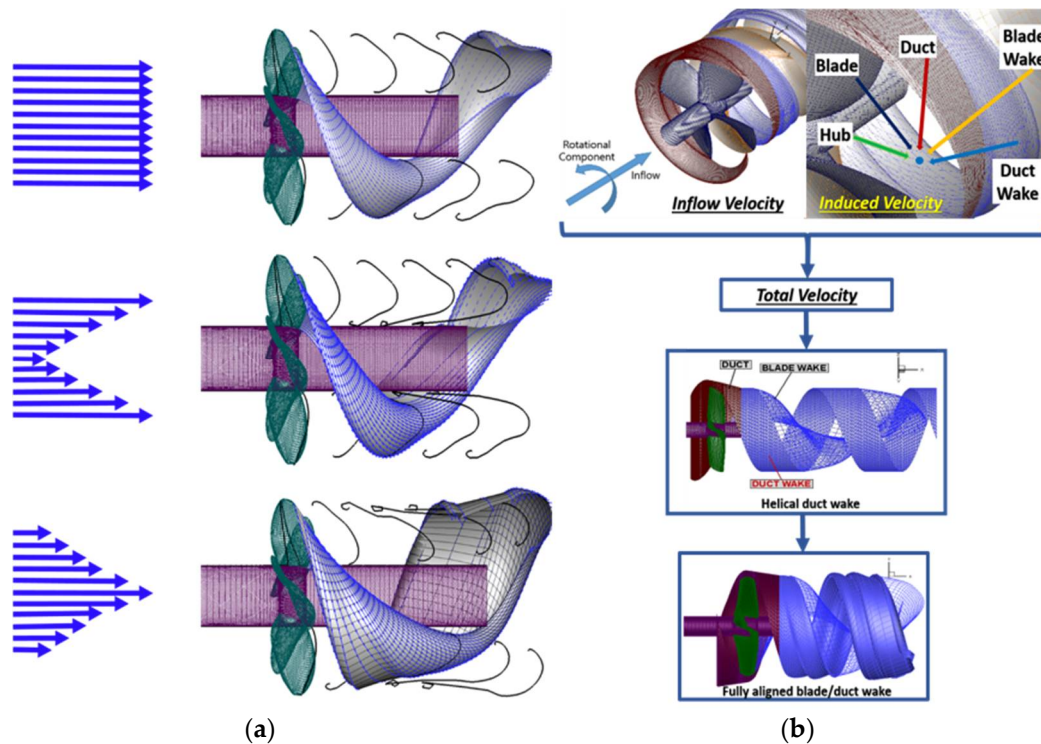 Blade
Duct
Blade
Wake
Hub
Duct
Wake
Rotational
Component
Inflow
Inflow Velocity
Induced Velocity
Total Velocity
DUCT
BLADE WAKE
DUCT WAKE
Helical duct wake
Fully aligned blade/duct wake
(a)
(b)